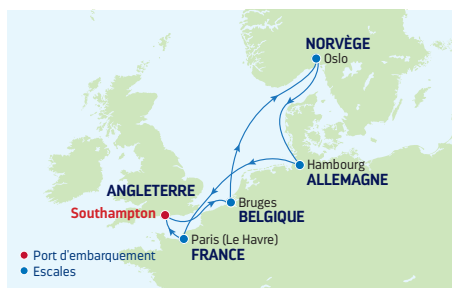 NORVÈGE
Oslo
Hambourg
ALLEMAGNE
ANGLETERRE
Southampton
Bruges
BELGIQUE
Paris (Le Havre)
FRANCE
Port d'embarquement
Escales